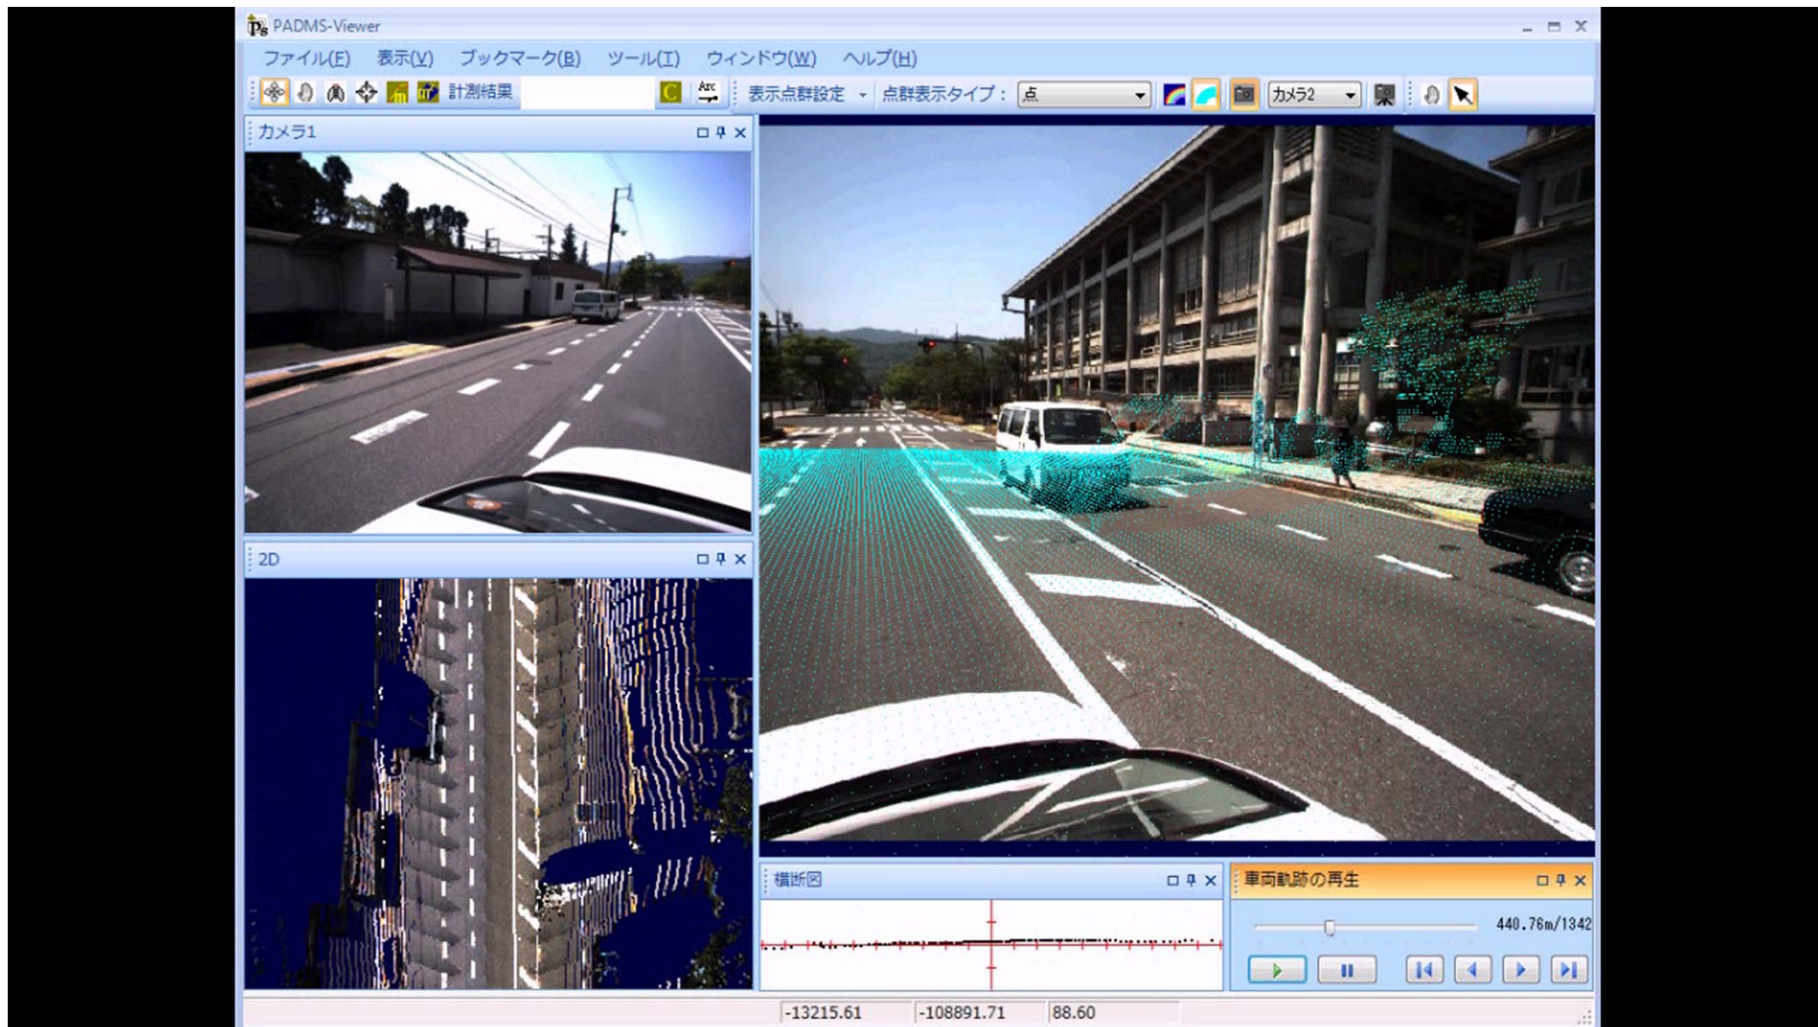 PADMS-Viewer
ファイル(F) 表示(V) ブックマーク(B) ツール(T) ウィンドウ(W) ヘルプ(H)
計測結果 C Arc 表示点群設定 点群表示タイプ： 点 カメラ2
カメラ1
2D
横断図
車両軌跡の再生
440.76m/1342
-13215.61 -108891.71 88.60